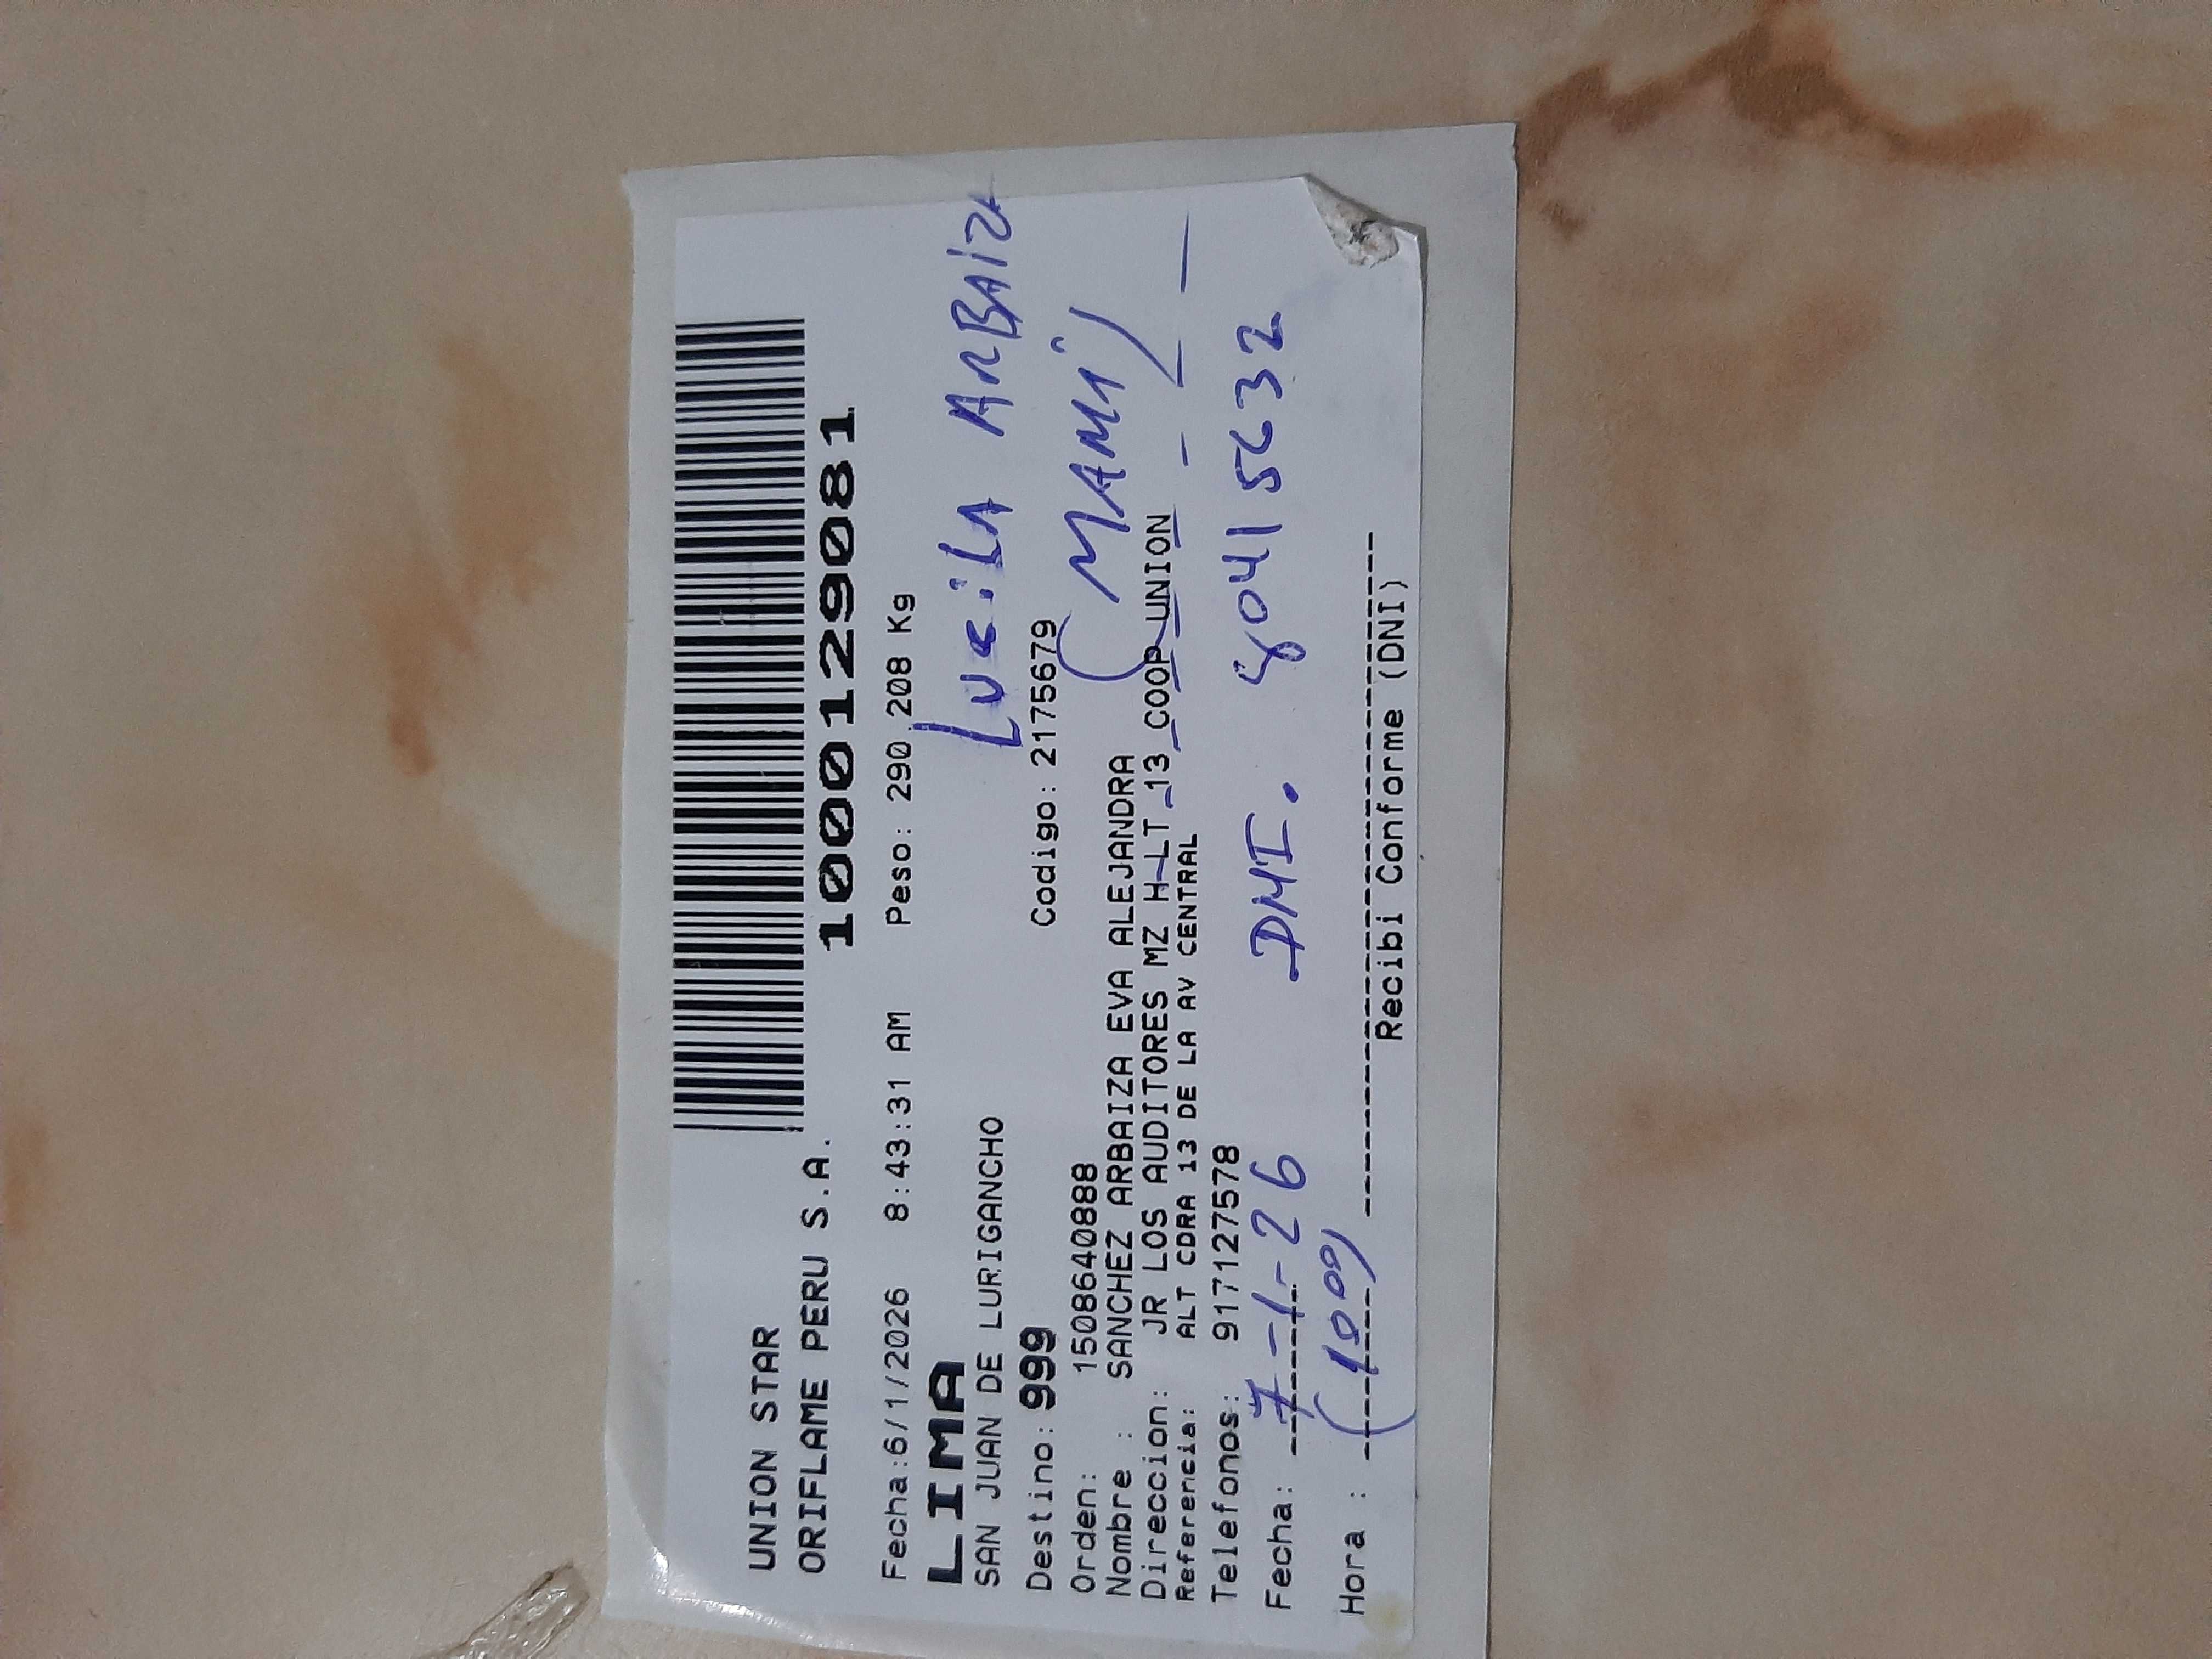 UNION STAR
ORIFLAME PERU S.A.
1000129081
Fecha:6/1/2026 8:43:31 AM Peso: 290.208 Kg
LIMA
SAN JUAN DE LURIGANCHO
Lucila ARBAIZA
Destino: 999 Codigo: 2175679
(MAMÁ)
Orden: 1508640888
Nombre : SANCHEZ ARBAIZA EVA ALEJANDRA
Direccion: JR LOS AUDITORES MZ H LT 13 COOP UNION
Referencia: ALT CDRA 13 DE LA AV CENTRAL
Telefonos: 917127578
Fecha: 7-1-26 DNI. 80415632
Hora : (1000)
Recibi Conforme (DNI)